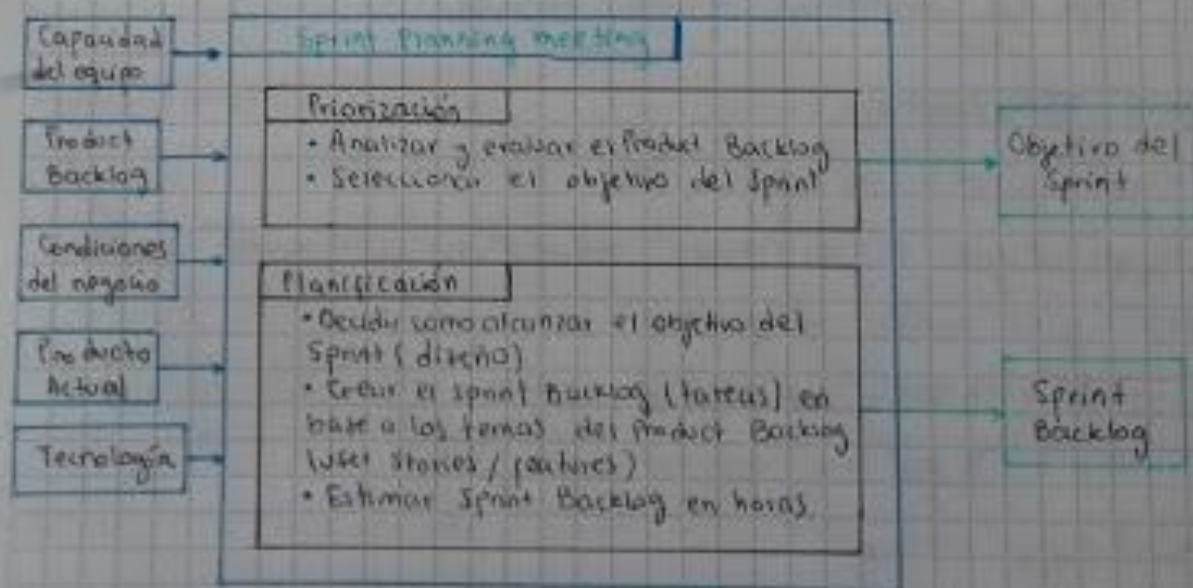 Capacidad
del equipo
Product
Backlog
Condiciones
del negocio
Producto
Actual
Tecnología
Sprint Planning meeting
Priorización
• Analizar y evaluar el Product Backlog
• Seleccionar el objetivo del Sprint
Planificación
• Decidir como alcanzar el objetivo del
Sprint (diseño)
• Crear el Sprint Backlog (tareas) en
base a los temas del Product Backlog
(user stories / features)
• Estimar Sprint Backlog en horas
Objetivo del
Sprint
Sprint
Backlog